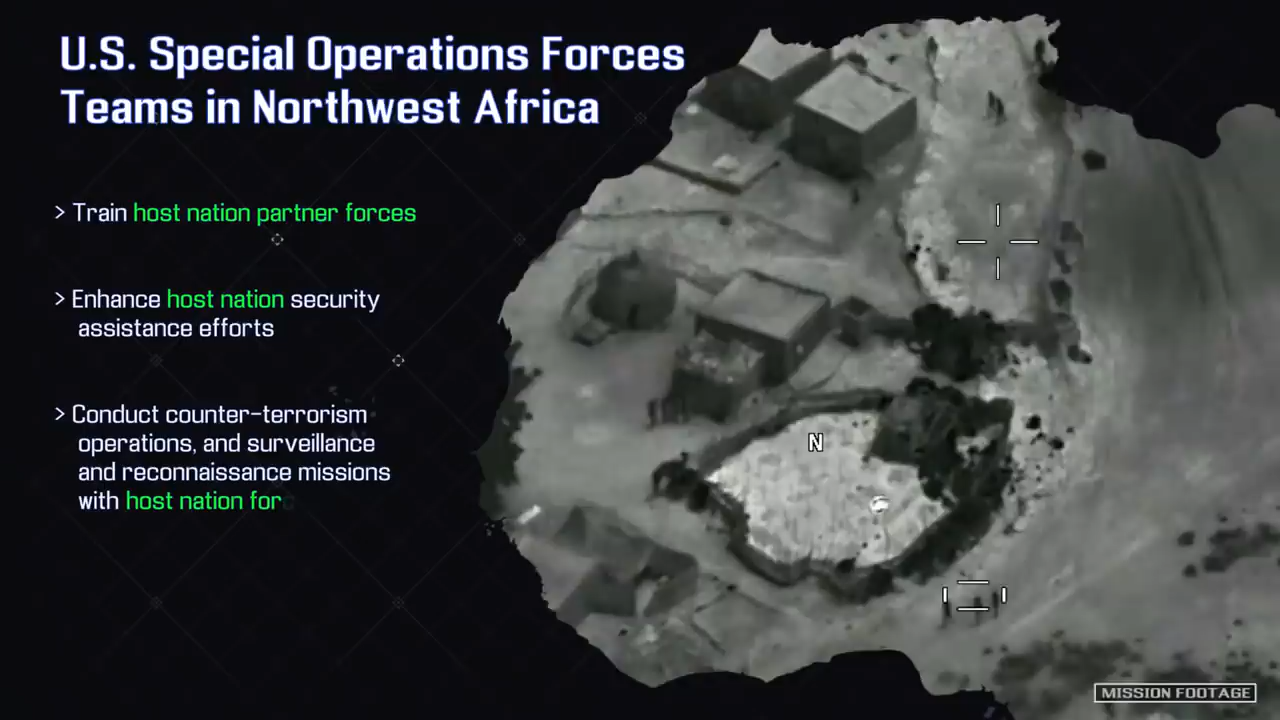 U.S. Special Operations Forces
Teams in Northwest Africa
> Train host nation partner forces
> Enhance host nation security
assistance efforts
> Conduct counter-terrorism
operations, and surveillance
and reconnaissance missions
with host nation for
N
MISSION FOOTAGE